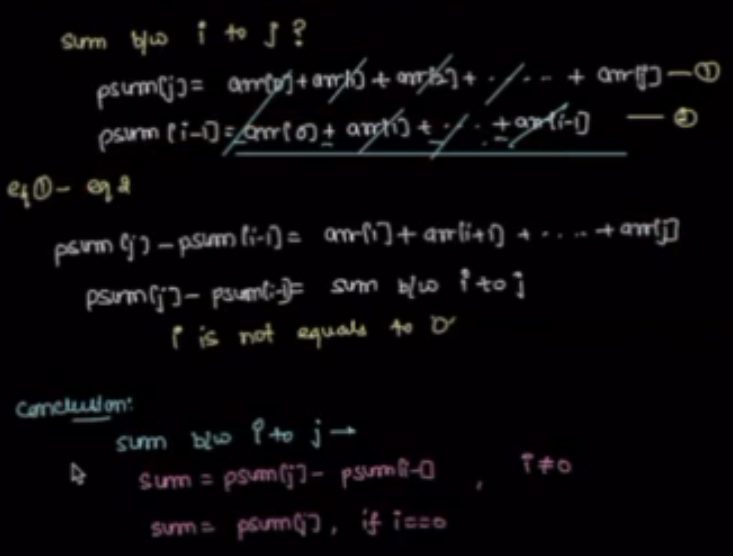 sum b/w i to j?
psum[j] = arr[0] + arr[1] + arr[2] + ..... + arr[j] — ①
psum[i-1] = arr[0] + arr[1] + .... + arr[i-1] — ②
eq ① - eq 2
psum[j] - psum[i-1] = arr[i] + arr[i+1] + ..... + arr[j]
psum[j] - psum[i-1] = sum b/w i to j
i is not equals to 0
Conclusion:
sum b/w i to j →
sum = psum[j] - psum[i-1] , i≠0
sum = psum[j], if i==0